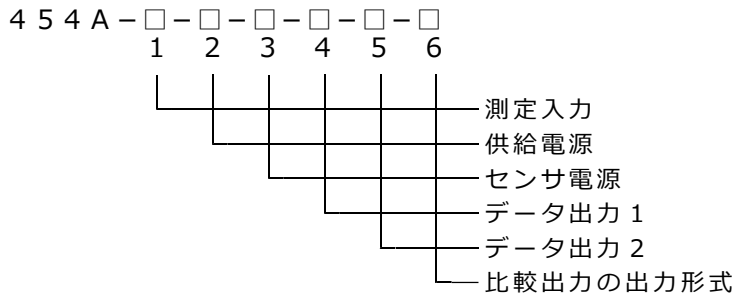 454A-□-□-□-□-□-□
1 2 3 4 5 6
測定入力
供給電源
センサ電源
データ出力1
データ出力2
比較出力の出力形式